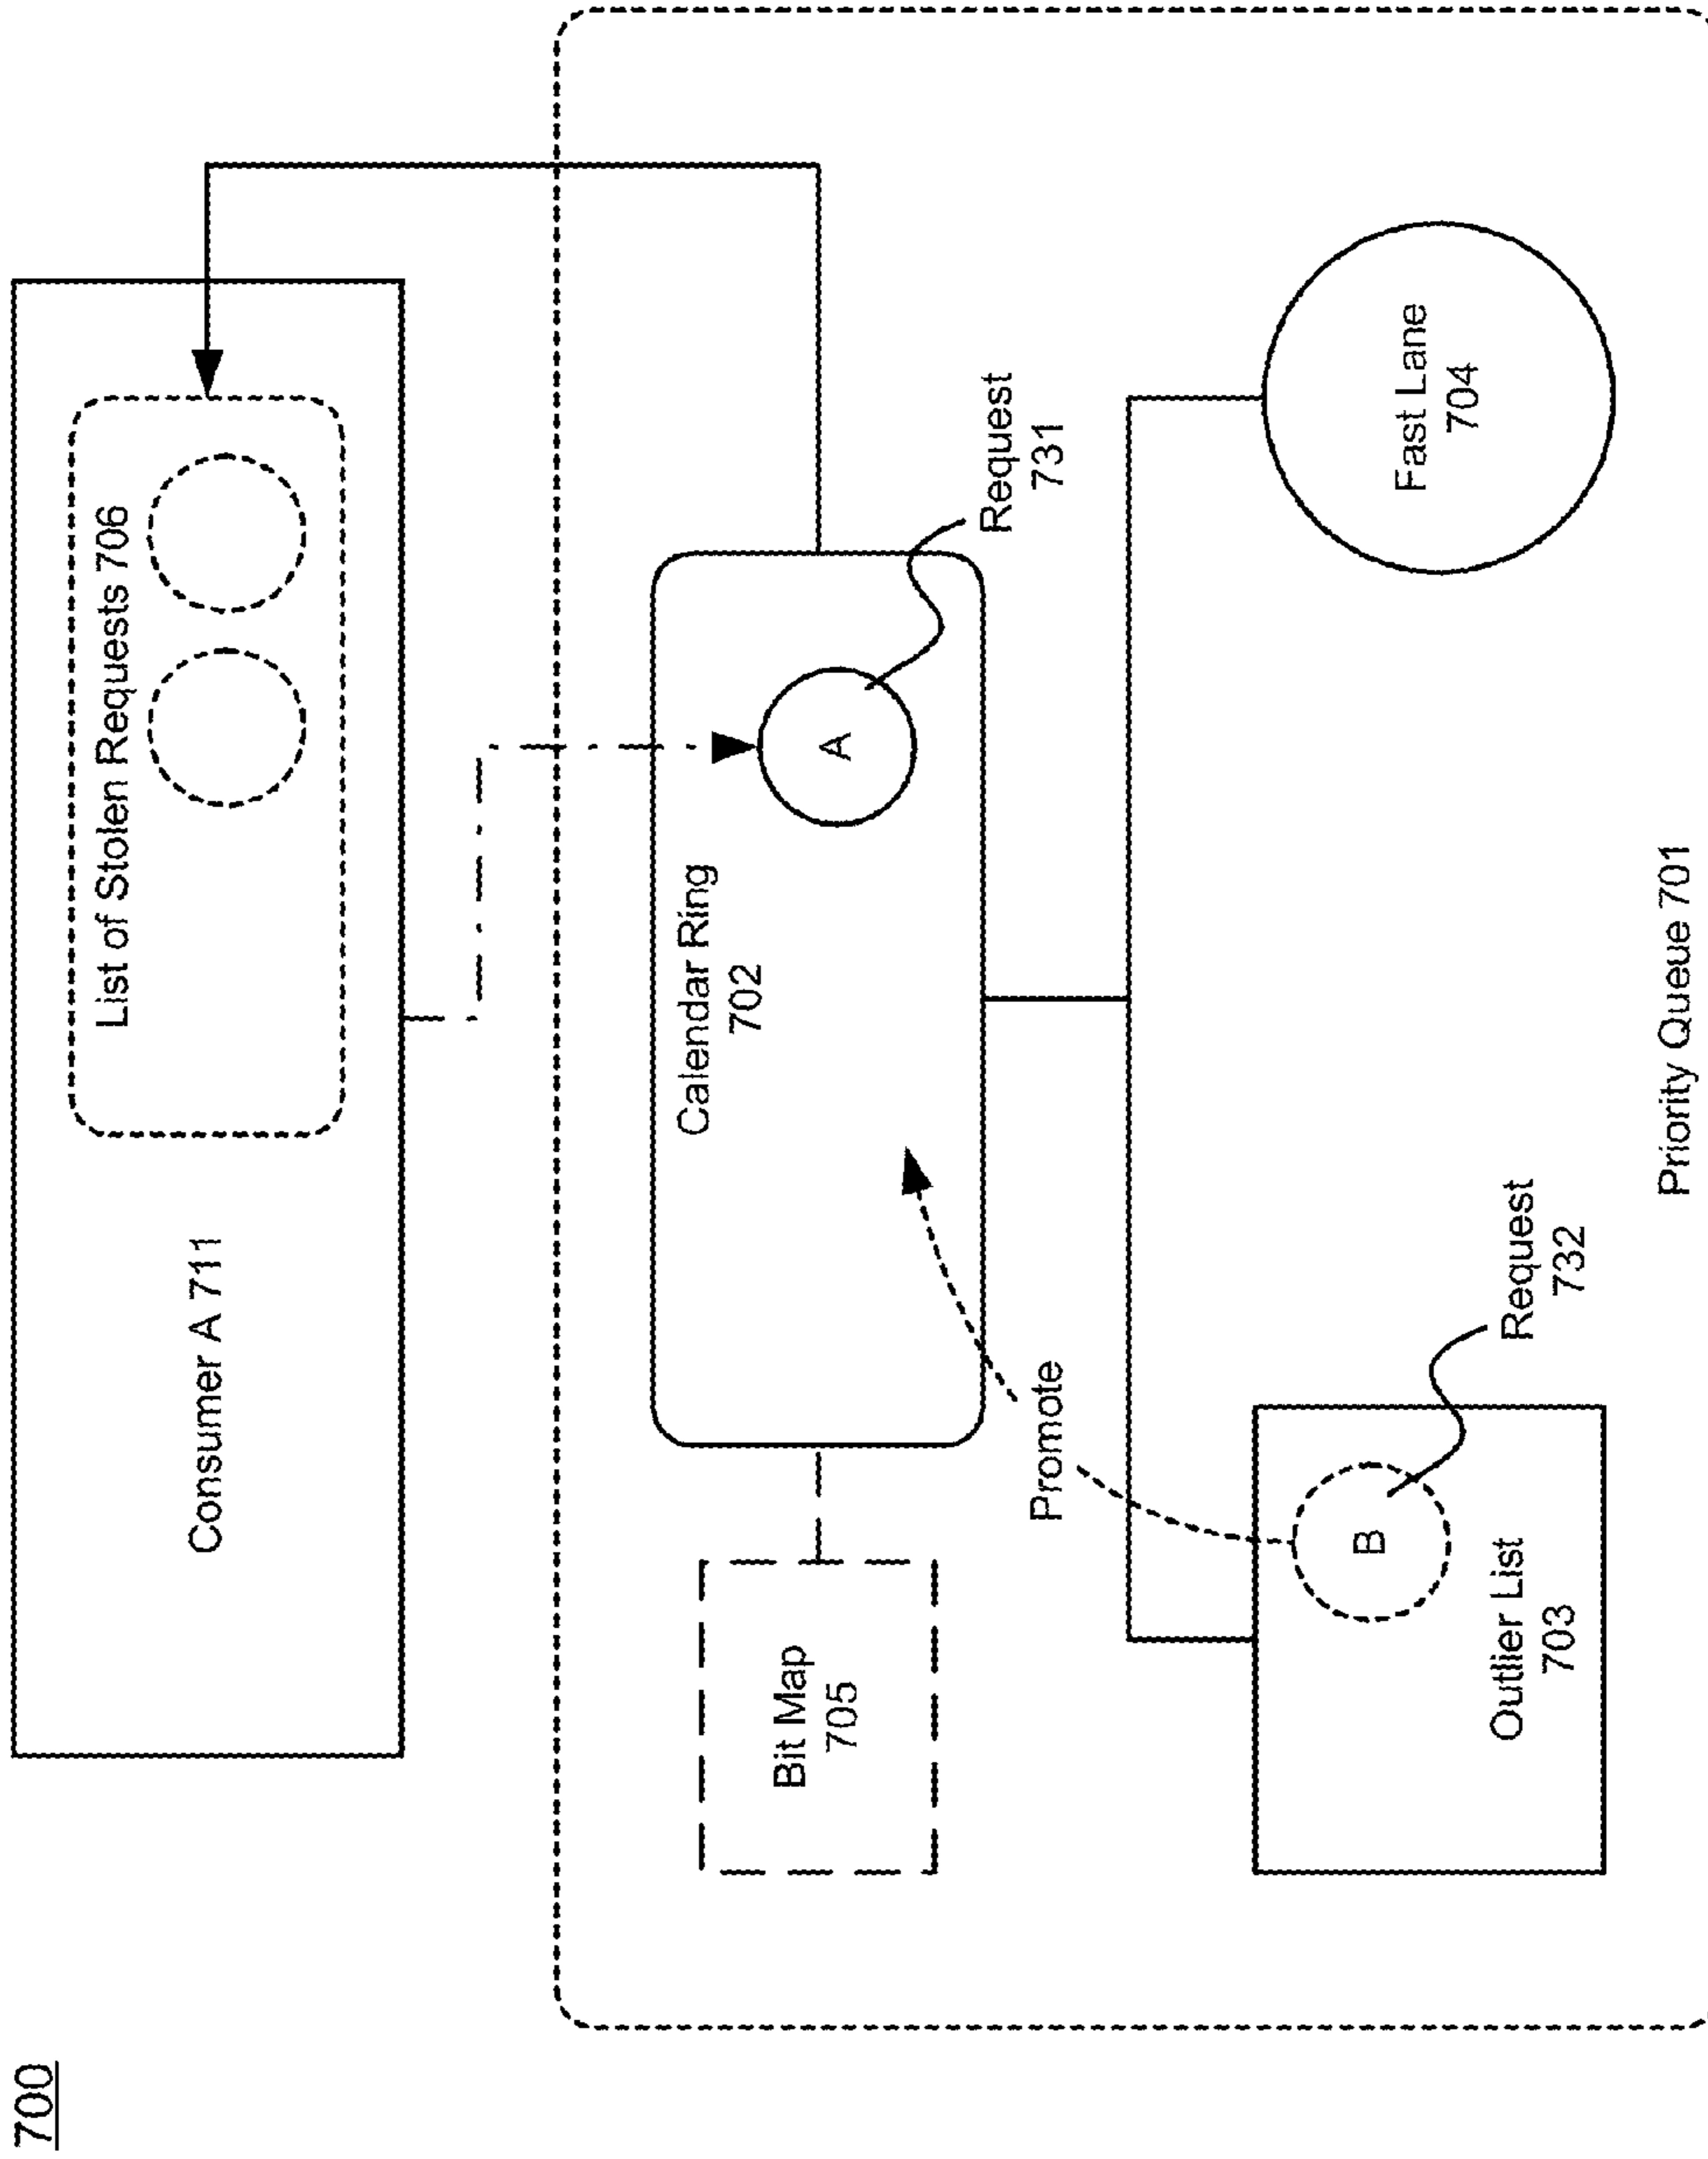 700
Consumer A 711
List of Stolen Requests 706
Bit Map
705
Calendar Ring
702
A
Request
731
Promote
B
Request
732
Outlier List
703
Fast Lane
704
Priority Queue 701